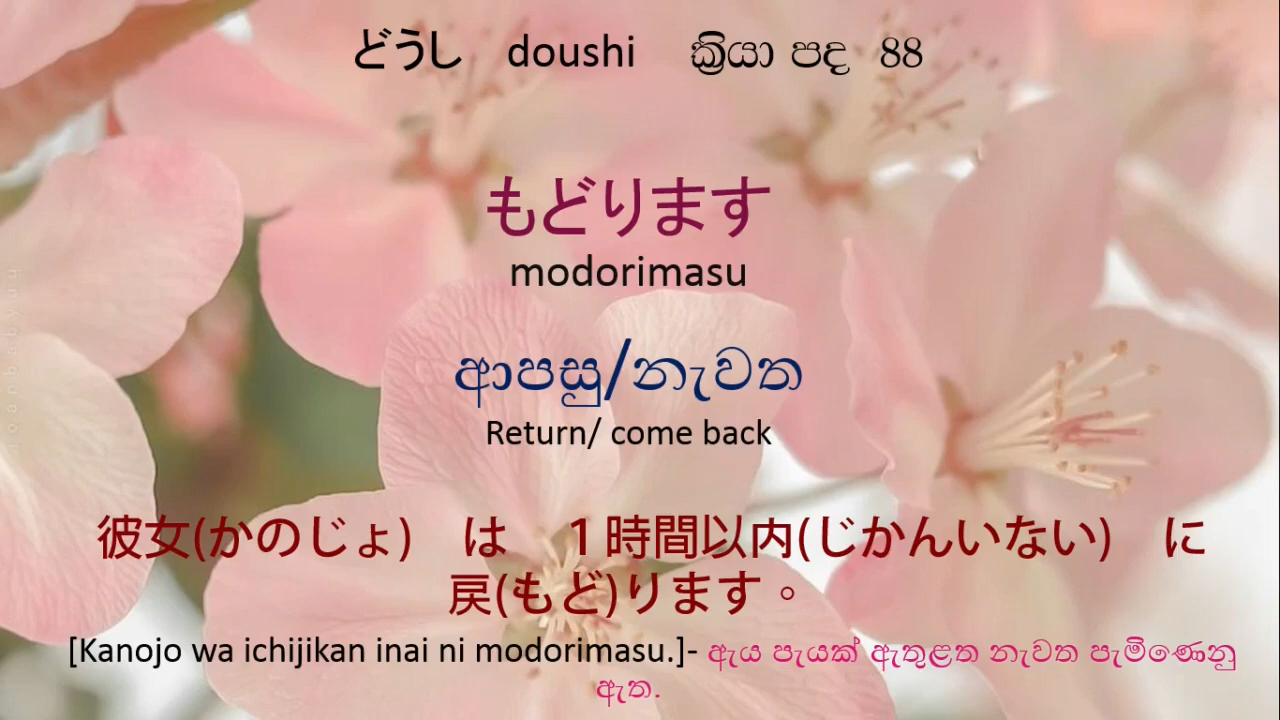 どうし doushi ක්‍රියා පද 88
もどります
modorimasu
ආපසු/නැවත
Return/ come back
彼女(かのじょ) は １時間以内(じかんいない) に
戻(もど)ります。
[Kanojo wa ichijikan inai ni modorimasu.]- ඇය පැයක් ඇතුළත නැවත පැමිණෙනු
ඇත.